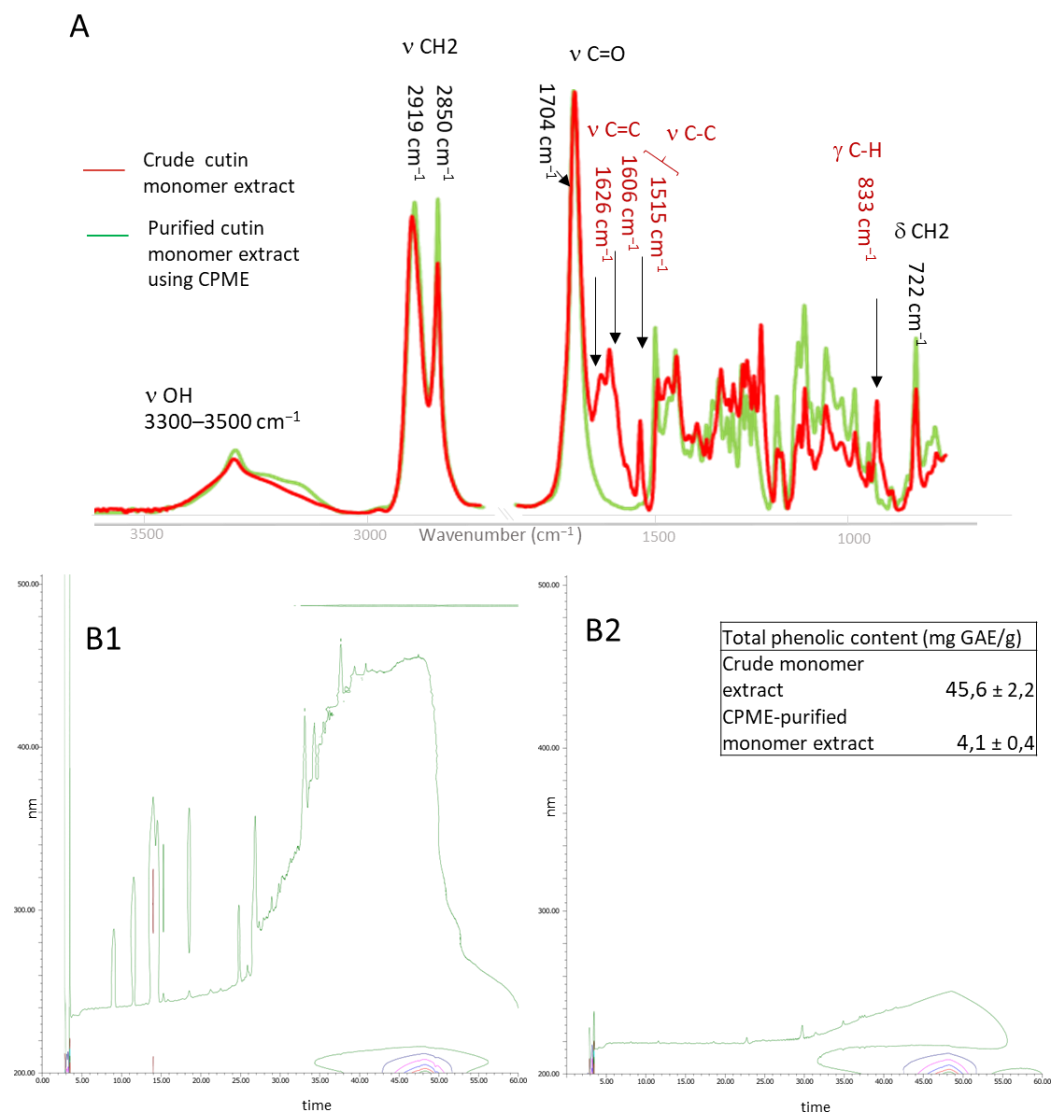 A
ν CH2
2919 cm⁻¹
2850 cm⁻¹
ν C=O
1704 cm⁻¹
ν C=C
ν C-C
1626 cm⁻¹
1606 cm⁻¹
1515 cm⁻¹
γ C-H
833 cm⁻¹
δ CH2
722 cm⁻¹
Crude cutin
monomer extract
Purified cutin
monomer extract
using CPME
ν OH
3300–3500 cm⁻¹
3500
3000
Wavenumber (cm⁻¹)
1500
1000
B1
500.00
400.00
nm
300.00
200.00
0.00 5.00 10.00 15.00 20.00 25.00 30.00 35.00 40.00 45.00 50.00 55.00 60.00
time
B2
Total phenolic content (mg GAE/g)
Crude monomer
extract 45,6 ± 2,2
CPME-purified
monomer extract 4,1 ± 0,4
500.00
400.00
nm
300.00
200.00
0.00 5.00 10.00 15.00 20.00 25.00 30.00 35.00 40.00 45.00 50.00 55.00 60.00
time